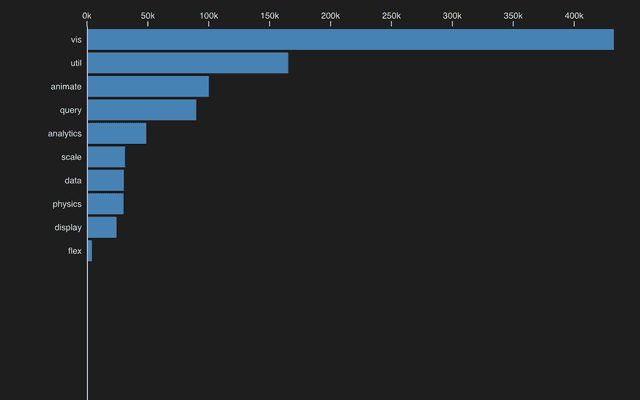 0k 50k 100k 150k 200k 250k 300k 350k 400k
vis
util
animate
query
analytics
scale
data
physics
display
flex